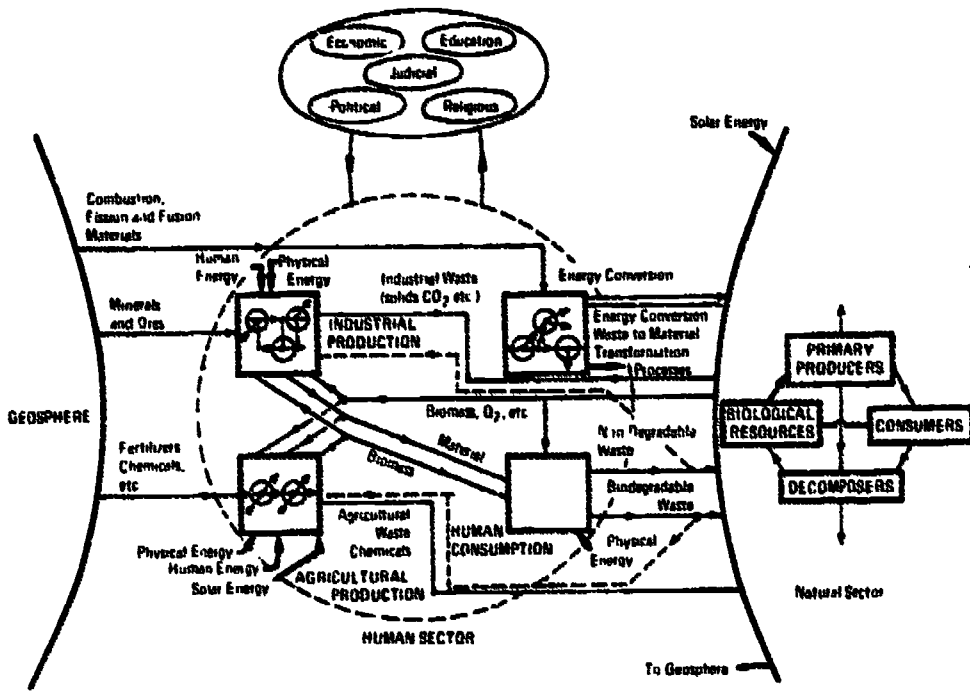 Economic
Education
Judicial
Political
Religious
Solar Energy
Combustion,
Fission and Fusion
Materials
Human
Energy
Physical
Energy
Industrial Waste
(solids CO2 etc)
Energy Conversion
Minerals
and Ores
INDUSTRIAL
PRODUCTION
Energy Conversion
Waste to Material
Transformation
Processes
PRIMARY
PRODUCERS
GEOSPHERE
Biomass, O2, etc
BIOLOGICAL
RESOURCES
CONSUMERS
Fertilizers
Chemicals,
etc
Material
Biomass
Non Degradable
Waste
DECOMPOSERS
Biodegradable
Waste
Agricultural
Waste
Chemicals
HUMAN
CONSUMPTION
Physical
Energy
Physical Energy
Human Energy
Solar Energy
AGRICULTURAL
PRODUCTION
Natural Sector
HUMAN SECTOR
To Geosphere